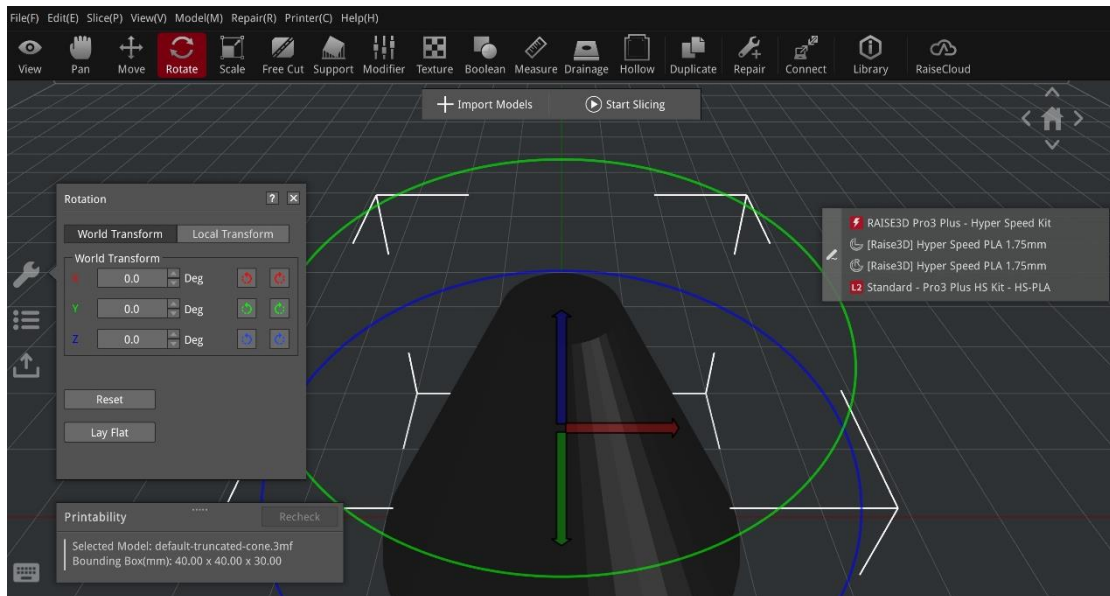 File(F) Edit(E) Slice(P) View(V) Model(M) Repair(R) Printer(C) Help(H)
View Pan Move Rotate Scale Free Cut Support Modifier Texture Boolean Measure Drainage Hollow Duplicate Repair Connect Library RaiseCloud
Import Models Start Slicing
Rotation ? ×
World Transform Local Transform
World Transform
X 0.0 Deg
Y 0.0 Deg
Z 0.0 Deg
Reset
Lay Flat
RAISE3D Pro3 Plus - Hyper Speed Kit
[Raise3D] Hyper Speed PLA 1.75mm
[Raise3D] Hyper Speed PLA 1.75mm
L2 Standard - Pro3 Plus HS Kit - HS-PLA
Printability Recheck
Selected Model: default-truncated-cone.3mf
Bounding Box(mm): 40.00 x 40.00 x 30.00